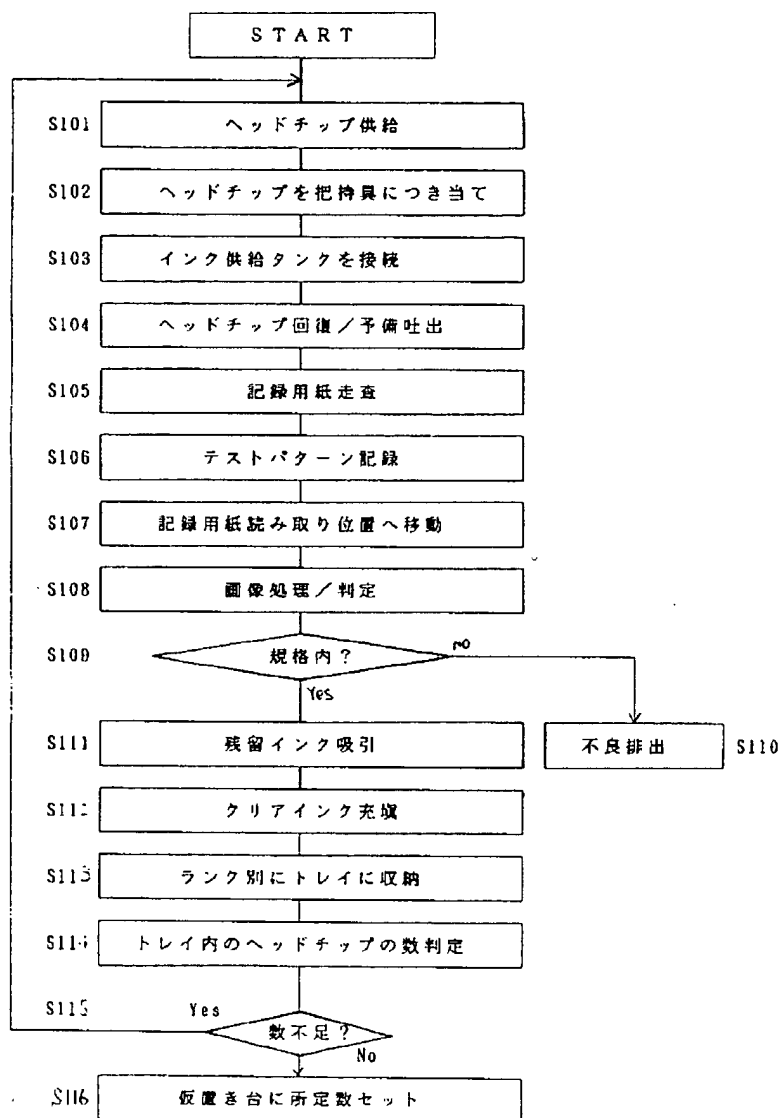 START
S101 ヘッドチップ供給
S102 ヘッドチップを把持具につき当て
S103 インク供給タンクを接続
S104 ヘッドチップ回復／予備吐出
S105 記録用紙走査
S106 テストパターン記録
S107 記録用紙読み取り位置へ移動
S108 画像処理／判定
S109 規格内？ no
Yes
S111 残留インク吸引 不良排出 S110
S112 クリアインク充塡
S113 ランク別にトレイに収納
S114 トレイ内のヘッドチップの数判定
S115 Yes 数不足？
No
S116 仮置き台に所定数セット